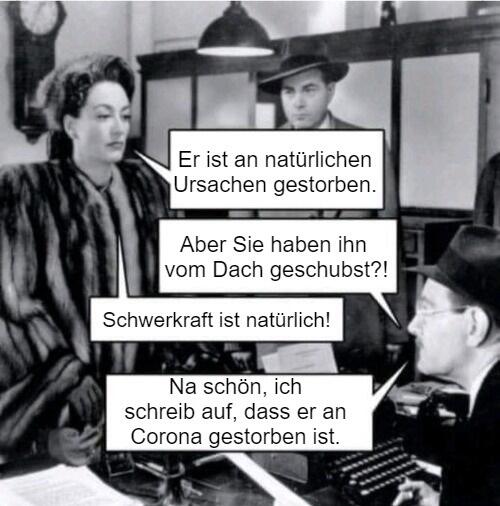 Er ist an natürlichen
Ursachen gestorben.
Aber Sie haben ihn
vom Dach geschubst?!
Schwerkraft ist natürlich!
Na schön, ich
schreib auf, dass er an
Corona gestorben ist.